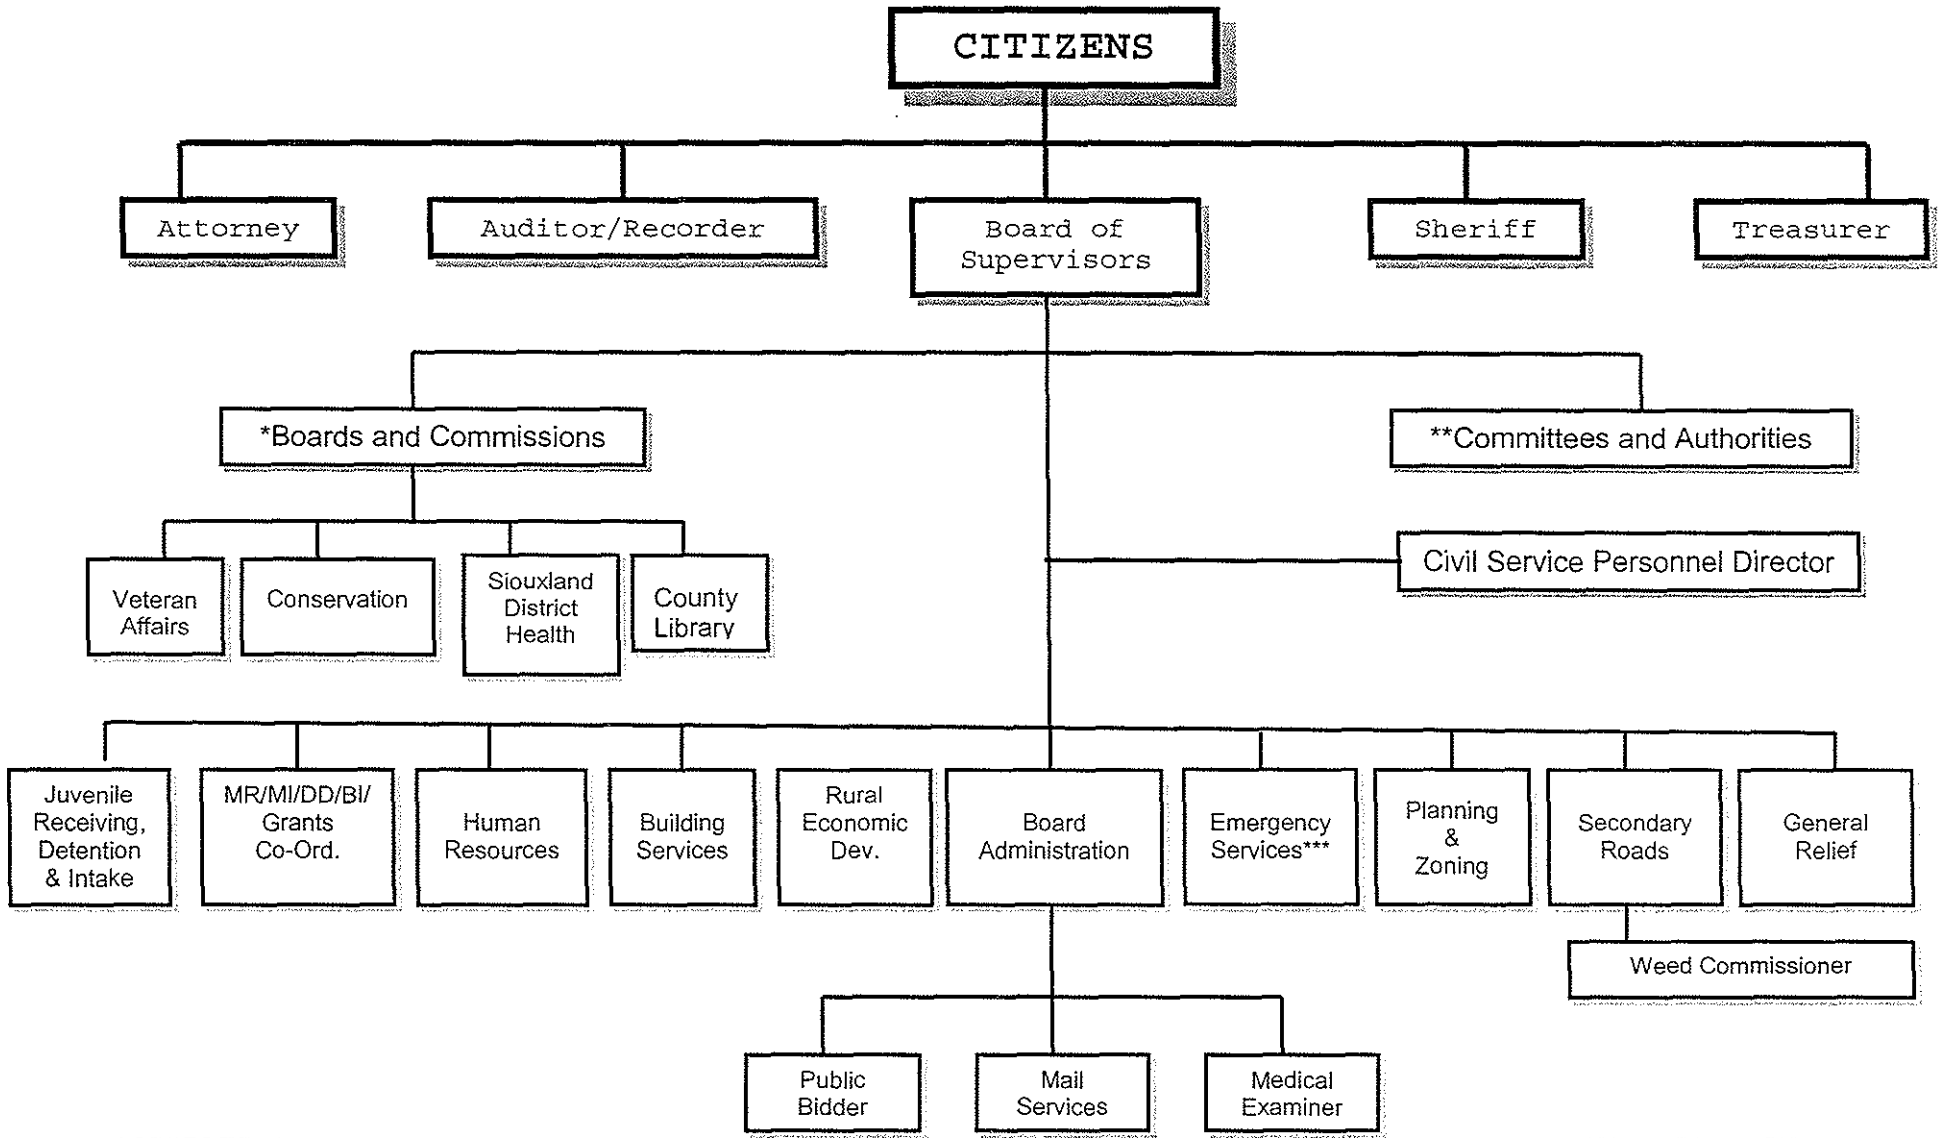 CITIZENS
Attorney
Auditor/Recorder
Board of
Supervisors
Sheriff
Treasurer
*Boards and Commissions
**Committees and Authorities
Civil Service Personnel Director
Veteran
Affairs
Conservation
Siouxland
District
Health
County
Library
Juvenile
Receiving,
Detention
& Intake
MR/MI/DD/BI/
Grants
Co-Ord.
Human
Resources
Building
Services
Rural
Economic
Dev.
Board
Administration
Emergency
Services***
Planning
&
Zoning
Secondary
Roads
General
Relief
Weed Commissioner
Public
Bidder
Mail
Services
Medical
Examiner